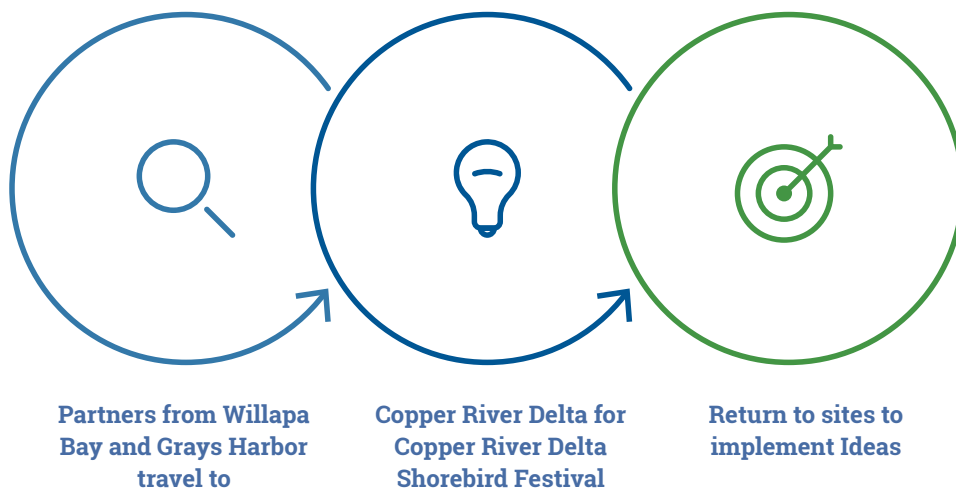 Partners from Willapa
Bay and Grays Harbor
travel to
Copper River Delta for
Copper River Delta
Shorebird Festival
Return to sites to
implement Ideas